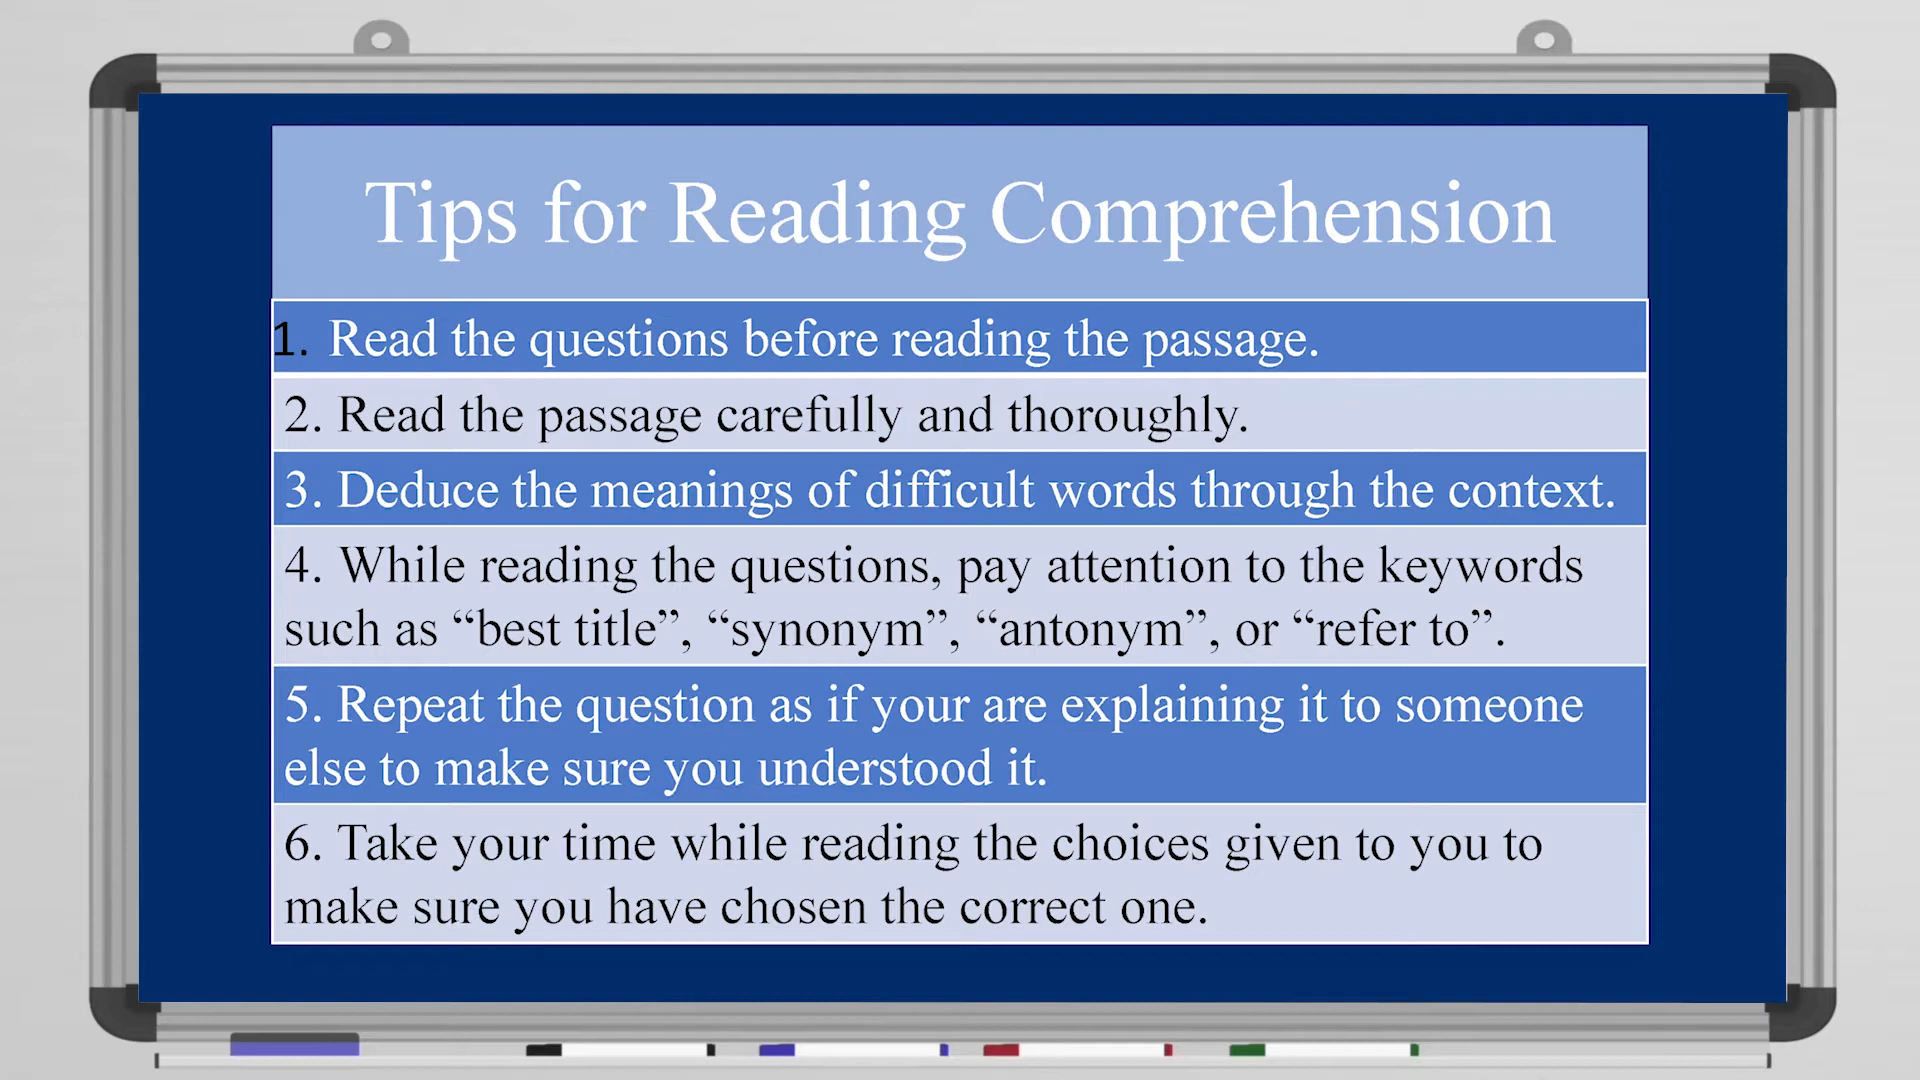 Tips for Reading Comprehension
1. Read the questions before reading the passage.
2. Read the passage carefully and thoroughly.
3. Deduce the meanings of difficult words through the context.
4. While reading the questions, pay attention to the keywords
such as “best title”, “synonym”, “antonym”, or “refer to”.
5. Repeat the question as if your are explaining it to someone
else to make sure you understood it.
6. Take your time while reading the choices given to you to
make sure you have chosen the correct one.